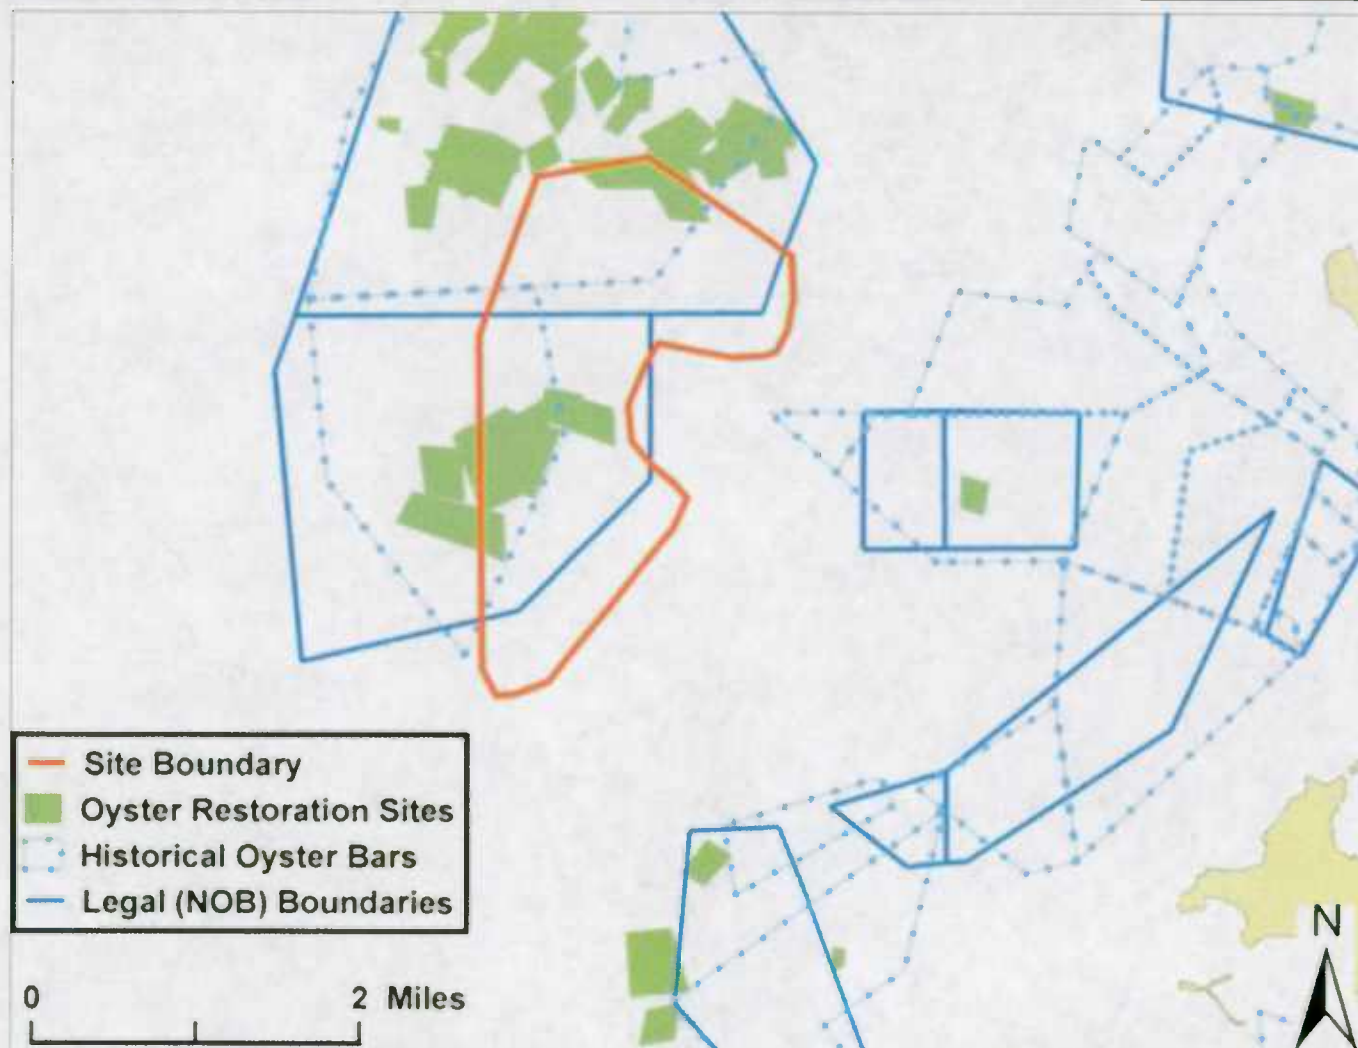 Site Boundary
Oyster Restoration Sites
Historical Oyster Bars
Legal (NOB) Boundaries
0 2 Miles
N